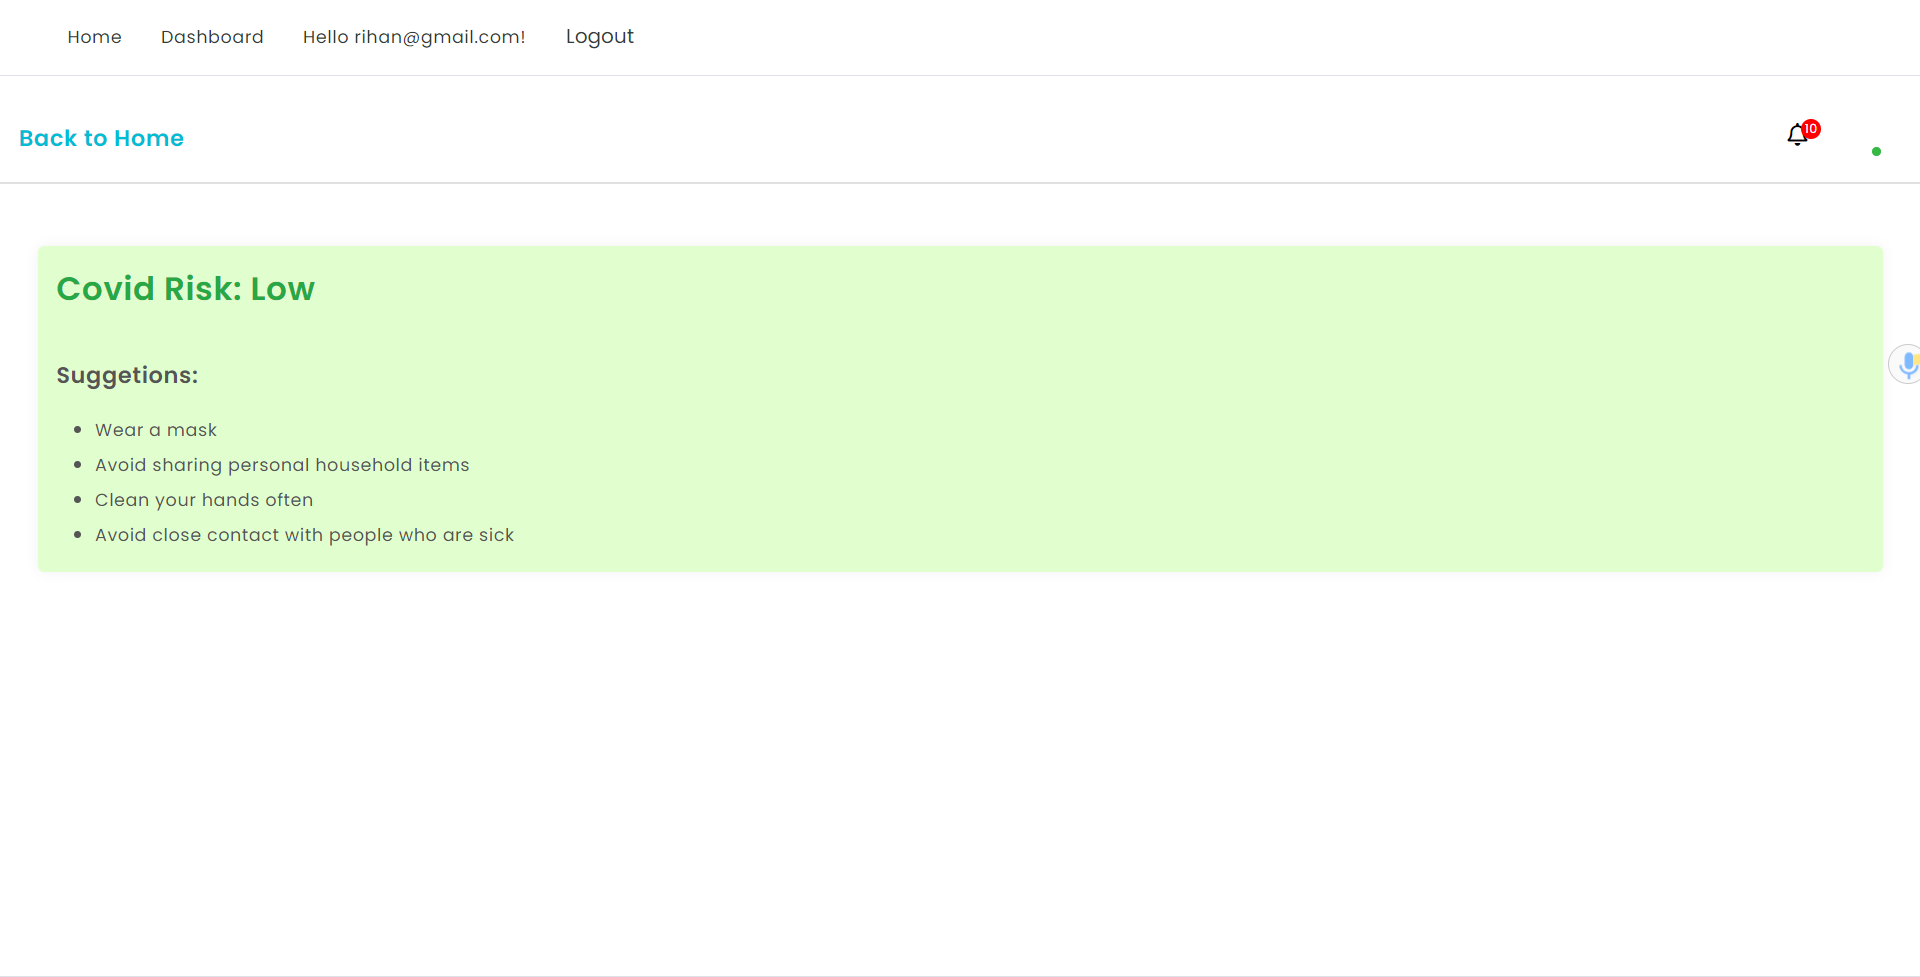 Home Dashboard Hello rihan@gmail.com! Logout
Back to Home 10
Covid Risk: Low
Suggetions:
Wear a mask
Avoid sharing personal household items
Clean your hands often
Avoid close contact with people who are sick